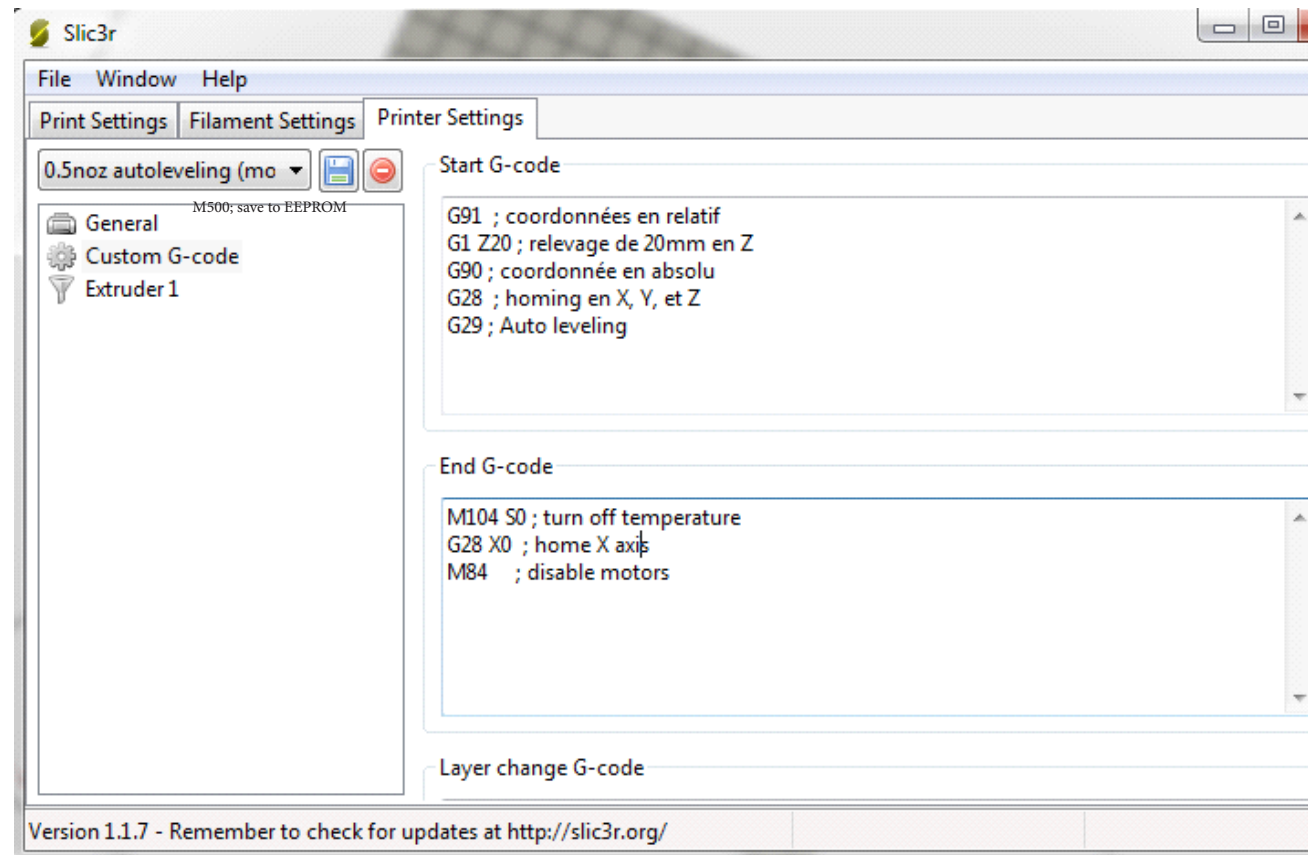 Slic3r
File Window Help
Print Settings Filament Settings Printer Settings
0.5noz autoleveling (mo
M500; save to EEPROM
General
Custom G-code
Extruder 1
Start G-code
G91 ; coordonnées en relatif
G1 Z20 ; relevage de 20mm en Z
G90 ; coordonnée en absolu
G28 ; homing en X, Y, et Z
G29 ; Auto leveling
End G-code
M104 S0 ; turn off temperature
G28 X0 ; home X axis
M84 ; disable motors
Layer change G-code
Version 1.1.7 - Remember to check for updates at http://slic3r.org/